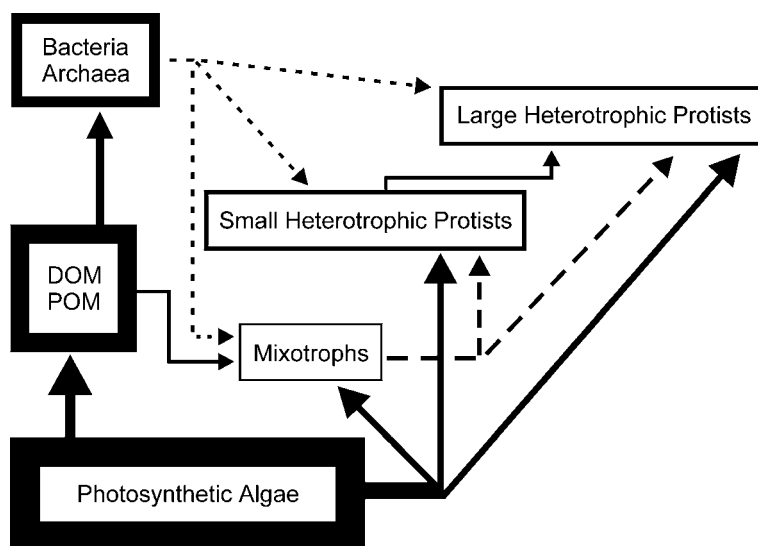 Bacteria
Archaea
Large Heterotrophic Protists
Small Heterotrophic Protists
DOM
POM
Mixotrophs
Photosynthetic Algae